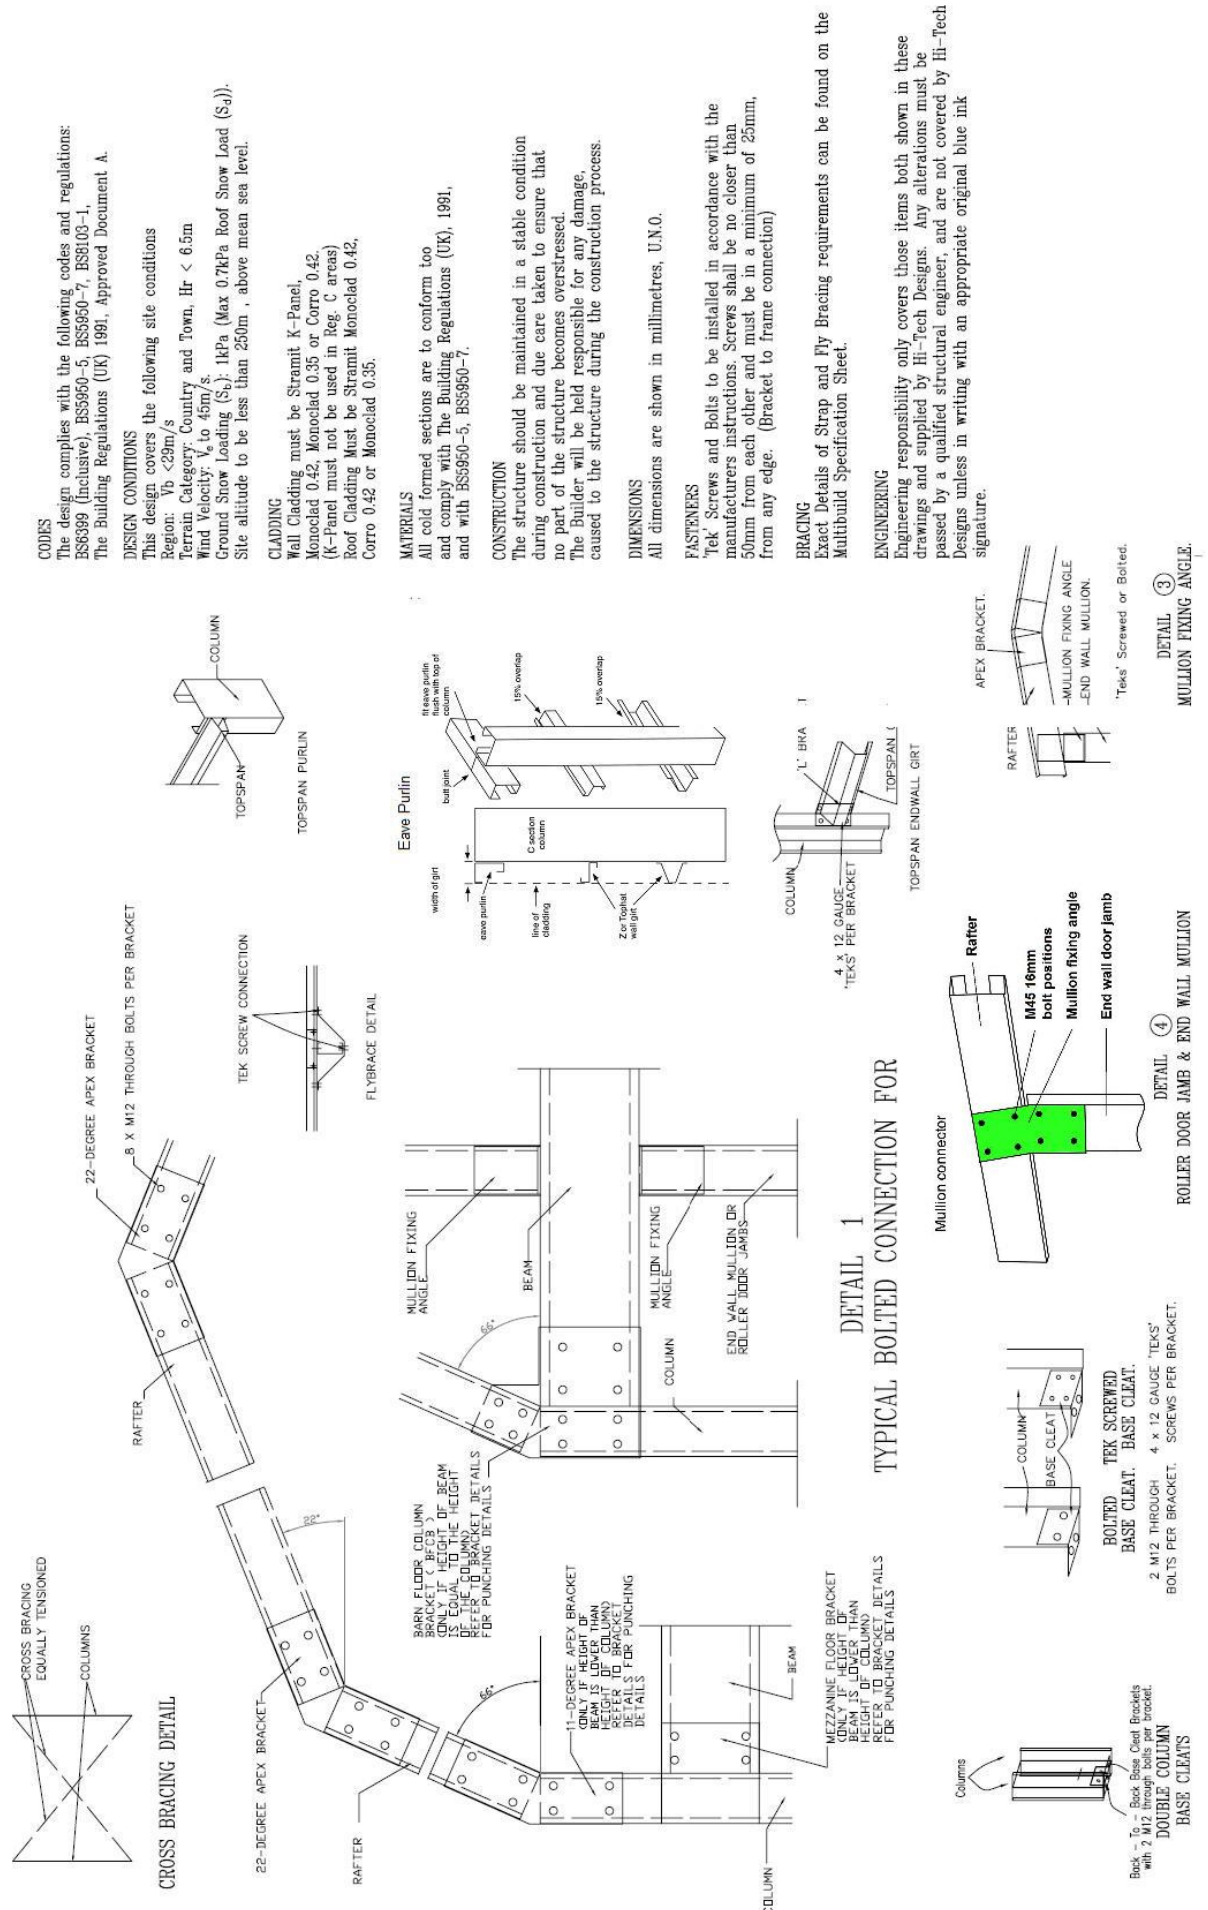 CROSS BRACING
EQUALLY TENSIONED
COLUMNS
CROSS BRACING DETAIL
22-DEGREE APEX BRACKET
RAFTER
22°
RAFTER
22-DEGREE APEX BRACKET
8 X M12 THROUGH BOLTS PER BRACKET
TEK SCREW CONNECTION
FLYBRACE DETAIL
TOPSPAN
COLUMN
TOPSPAN PURLIN
66°
11-DEGREE APEX BRACKET
(ONLY IF HEIGHT OF
BEAM IS LOWER THAN
HEIGHT OF COLUMN)
REFER TO BRACKET
DETAILS FOR PUNCHING
DETAILS
BEAM
MEZZANINE FLOOR BRACKET
(ONLY IF HEIGHT OF
BEAM IS LOWER THAN
HEIGHT OF COLUMN)
REFER TO BRACKET DETAILS
FOR PUNCHING DETAILS
COLUMN
BARN FLOOR COLUMN
BRACKET ( BFCB )
(ONLY IF HEIGHT OF BEAM
IS EQUAL TO THE HEIGHT
OF THE COLUMN)
REFER TO BRACKET DETAILS
FOR PUNCHING DETAILS
66°
MULLION FIXING
ANGLE
BEAM
MULLION FIXING
ANGLE
COLUMN
END WALL MULLION OR
ROLLER DOOR JAMBS
DETAIL 1
TYPICAL BOLTED CONNECTION FOR
Eave Purlin
width of girt
eave purlin
line of
cladding
Z or Tophat
wall girt
C section
column
butt joint
fit eave purlin
flush with top of
column
15% overlap
15% overlap
COLUMN
4 x 12 GAUGE
'TEKS' PER BRACKET
'L' BRA
TOPSPAN (
TOPSPAN ENDWALL GIRT
Columns
Back - To - Back Base Cleat Brackets
with 2 M12 through bolts per bracket.
DOUBLE COLUMN
BASE CLEATS
COLUMN
BASE CLEAT
BOLTED
BASE CLEAT.
TEK SCREWED
BASE CLEAT.
2 M12 THROUGH
BOLTS PER BRACKET.
4 x 12 GAUGE 'TEKS'
SCREWS PER BRACKET.
Mullion connector
Rafter
M45 16mm
bolt positions
Mullion fixing angle
End wall door jamb
DETAIL 4
ROLLER DOOR JAMB & END WALL MULLION
RAFTER
APEX BRACKET.
MULLION FIXING ANGLE
END WALL MULLION.
'Teks' Screwed or Bolted.
DETAIL 3
MULLION FIXING ANGLE.
CODES
The design complies with the following codes and regulations:
BS6399 (Inclusive), BS5950-5, BS5950-7, BS8103-1,
The Building Regulations (UK) 1991, Approved Document A.
DESIGN CONDITIONS
This design covers the following site conditions
Region: Vb <29m/s
Terrain Category: Country and Town, Hr < 6.5m
Wind Velocity: Ve to 45m/s.
Ground Snow Loading (Sb): 1kPa (Max 0.7kPa Roof Snow Load (Sd)).
Site altitude to be less than 250m , above mean sea level.
CLADDING
Wall Cladding must be Stramit K-Panel,
Monoclad 0.42, Monoclad 0.35 or Corro 0.42.
(K-Panel must not be used in Reg. C areas)
Roof Cladding Must be Stramit Monoclad 0.42,
Corro 0.42 or Monoclad 0.35.
MATERIALS
All cold formed sections are to conform too
and comply with The Building Regulations (UK), 1991,
and with BS5950-5, BS5950-7.
CONSTRUCTION
The structure should be maintained in a stable condition
during construction and due care taken to ensure that
no part of the structure becomes overstressed.
The Builder will be held responsible for any damage,
caused to the structure during the construction process.
DIMENSIONS
All dimensions are shown in millimetres, U.N.O.
FASTENERS
'Tek' Screws and Bolts to be installed in accordance with the
manufacturers instructions. Screws shall be no closer than
50mm from each other and must be in a minimum of 25mm,
from any edge. (Bracket to frame connection)
BRACING
Exact Details of Strap and Fly Bracing requirements can be found on the
Multibuild Specification Sheet.
ENGINEERING
Engineering responsibility only covers those items both shown in these
drawings and supplied by Hi-Tech Designs. Any alterations must be
passed by a qualified structural engineer, and are not covered by Hi-Tech
Designs unless in writing with an appropriate original blue ink
signature.